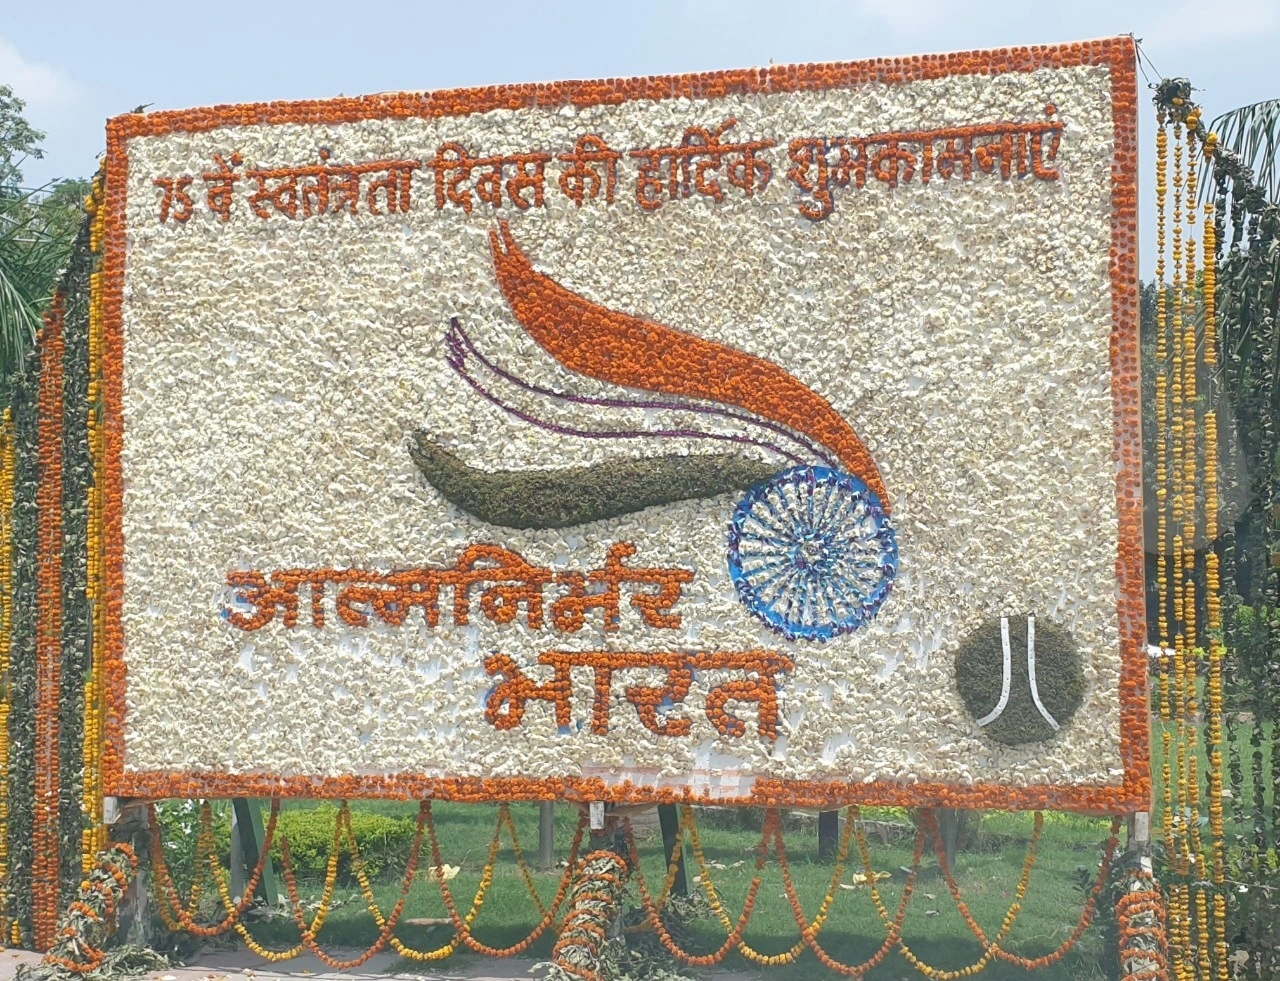 75 वें स्वतंत्रता दिवस की हार्दिक शुभकामनाएं
आत्मनिर्भर
भारत